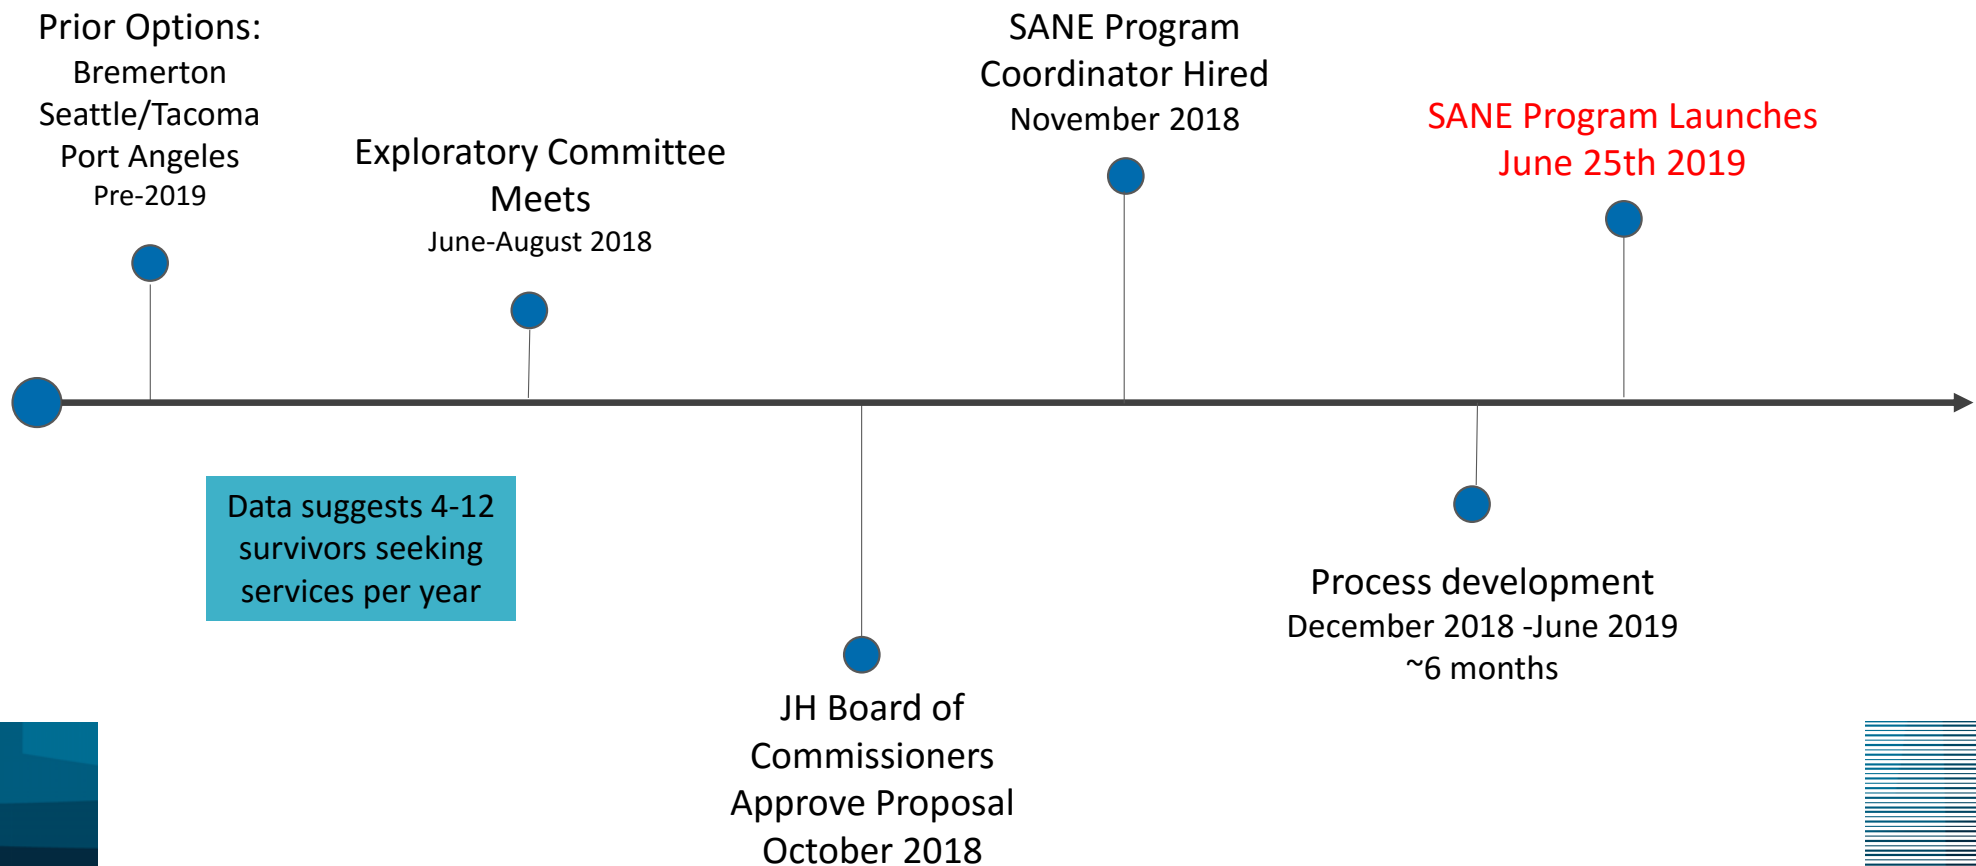 Prior Options:
Bremerton
Seattle/Tacoma
Port Angeles
Pre-2019
Exploratory Committee
Meets
June-August 2018
SANE Program
Coordinator Hired
November 2018
SANE Program Launches
June 25th 2019
Data suggests 4-12
survivors seeking
services per year
JH Board of
Commissioners
Approve Proposal
October 2018
Process development
December 2018 -June 2019
~6 months